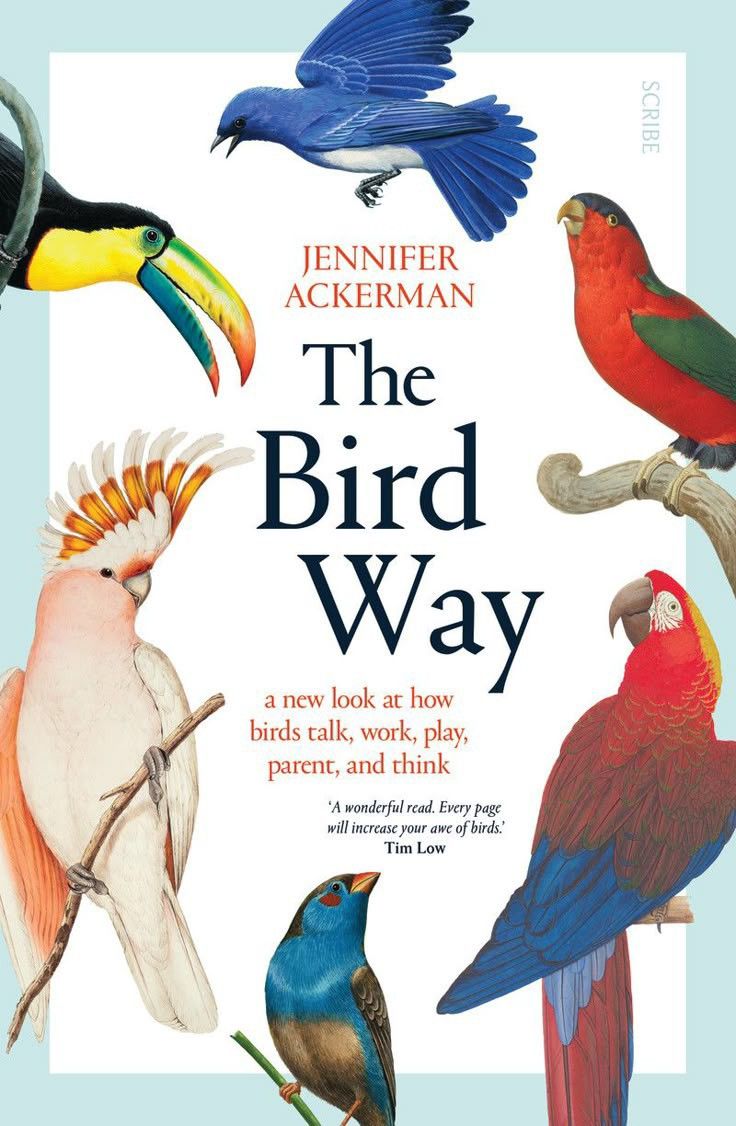 SCRIBE
JENNIFER
ACKERMAN
The
Bird
Way
a new look at how
birds talk, work, play,
parent, and think
‘A wonderful read. Every page
will increase your awe of birds.’
Tim Low